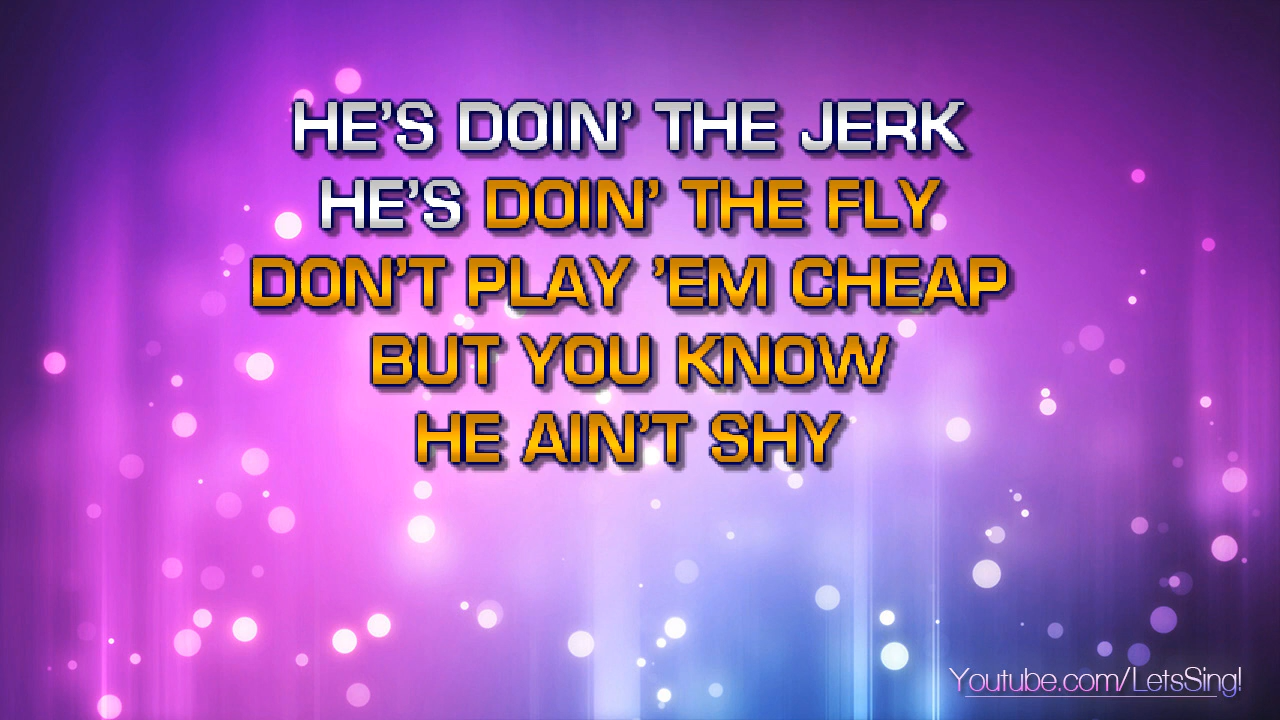 HE'S DOIN' THE JERK
HE'S DOIN' THE FLY
DON'T PLAY 'EM CHEAP
BUT YOU KNOW
HE AIN'T SHY
Youtube.com/LetsSing!